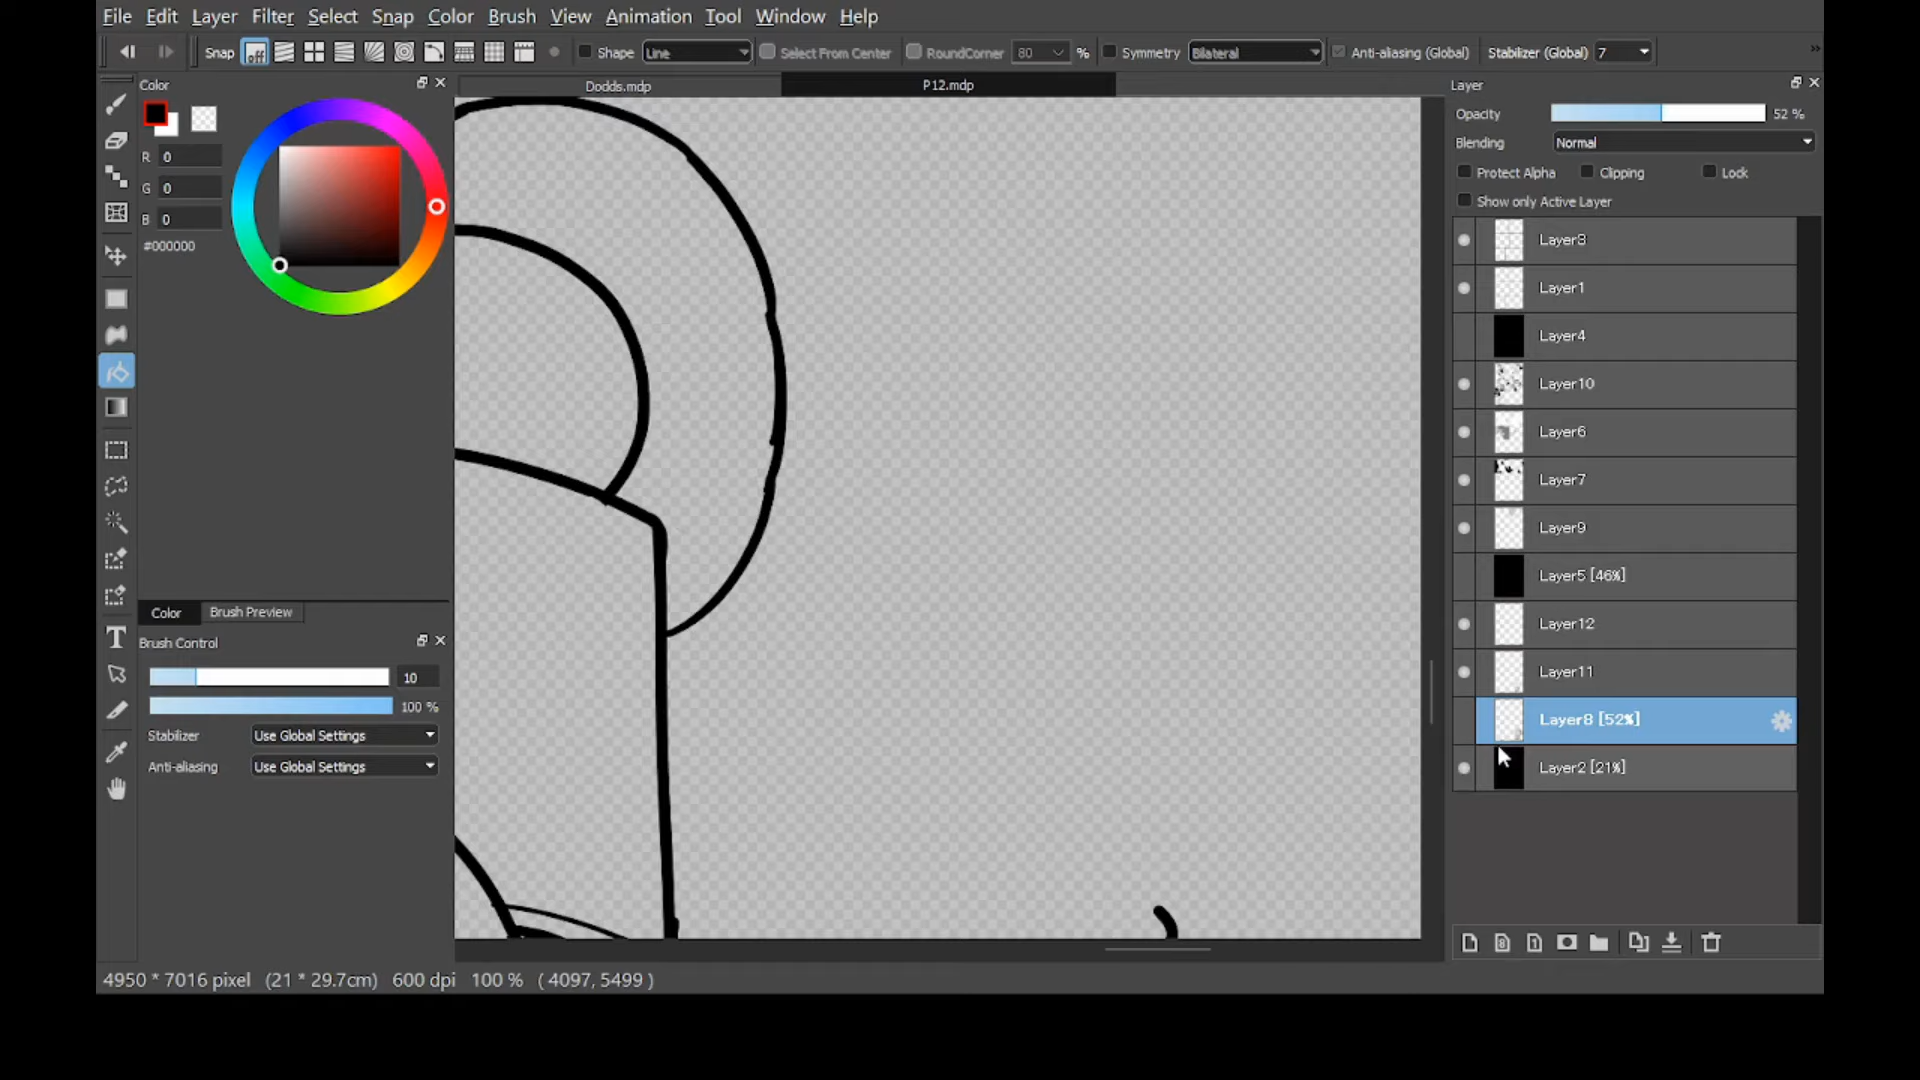 File Edit Layer Filter Select Snap Color Brush View Animation Tool Window Help
Snap off Shape Line Select From Center RoundCorner 80 % Symmetry Bilateral Anti-aliasing (Global) Stabilizer (Global) 7
Color
Dodds.mdp
P12.mdp
Layer
R 0
G 0
B 0
#000000
Opacity 52 %
Blending Normal
Protect Alpha Clipping Lock
Show only Active Layer
Layer3
Layer1
Layer4
Layer10
Layer6
Layer7
Layer9
Layer5 [46%]
Layer12
Layer11
Layer8 [52%]
Layer2 [21%]
Color Brush Preview
Brush Control
10
100 %
Stabilizer Use Global Settings
Anti-aliasing Use Global Settings
T
8 1
4950 * 7016 pixel (21 * 29.7cm) 600 dpi 100 % ( 4097, 5499 )